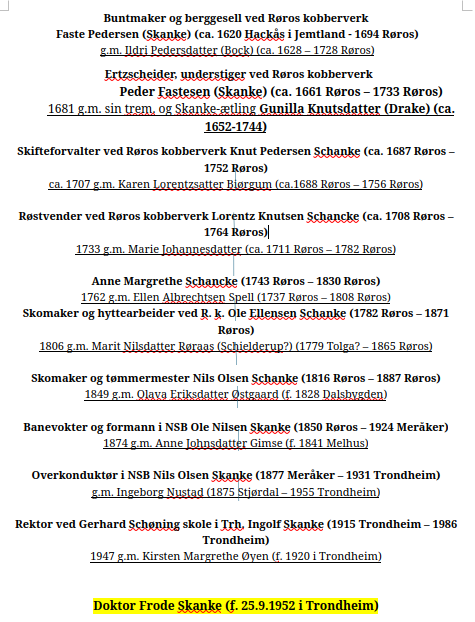 Buntmaker og berggesell ved Røros kobberverk
Faste Pedersen (Skanke) (ca. 1620 Hackås i Jemtland - 1694 Røros)
g.m. Ildri Pedersdatter (Bock) (ca. 1628 – 1728 Røros)
Ertzscheider, understiger ved Røros kobberverk
Peder Fastesen (Skanke) (ca. 1661 Røros – 1733 Røros)
1681 g.m. sin trem. og Skanke-ætling Gunilla Knutsdatter (Drake) (ca.
1652-1744)
Skifteforvalter ved Røros kobberverk Knut Pedersen Schanke (ca. 1687 Røros –
1752 Røros)
ca. 1707 g.m. Karen Lorentzsatter Biørgum (ca.1688 Røros – 1756 Røros)
Røstvender ved Røros kobberverk Lorentz Knutsen Schancke (ca. 1708 Røros –
1764 Røros)
1733 g.m. Marie Johannesdatter (ca. 1711 Røros – 1782 Røros)
Anne Margrethe Schancke (1743 Røros – 1830 Røros)
1762 g.m. Ellen Albrechtsen Spell (1737 Røros – 1808 Røros)
Skomaker og hyttearbeider ved R. k. Ole Ellensen Schanke (1782 Røros – 1871
Røros)
1806 g.m. Marit Nilsdatter Røraas (Schjelderup?) (1779 Tolga? – 1865 Røros)
Skomaker og tømmermester Nils Olsen Skanke (1816 Røros – 1887 Røros)
1849 g.m. Olava Eriksdatter Østgaard (f. 1828 Dalsbygden)
Banevokter og formann i NSB Ole Nilsen Skanke (1850 Røros – 1924 Meråker)
1874 g.m. Anne Johnsdatter Gimse (f. 1841 Melhus)
Overkonduktør i NSB Nils Olsen Skanke (1877 Meråker – 1931 Trondheim)
g.m. Ingeborg Nustad (1875 Stjørdal – 1955 Trondheim)
Rektor ved Gerhard Schøning skole i Trh. Ingolf Skanke (1915 Trondheim – 1986
Trondheim)
1947 g.m. Kirsten Margrethe Øyen (f. 1920 i Trondheim)
Doktor Frode Skanke (f. 25.9.1952 i Trondheim)